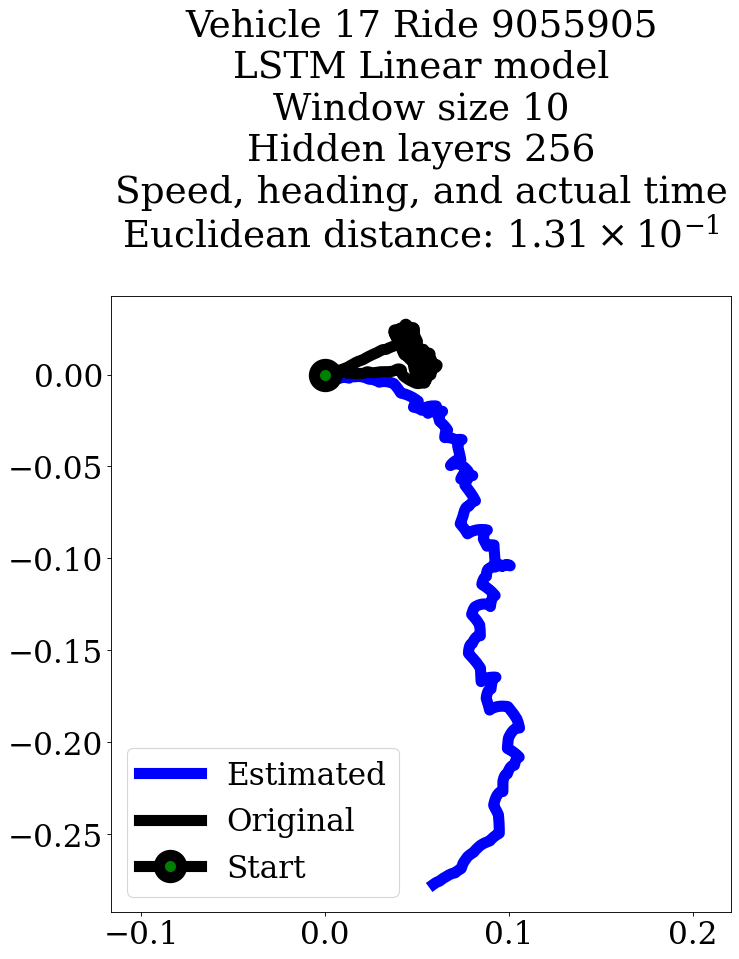 Vehicle 17 Ride 9055905
LSTM Linear model
Window size 10
Hidden layers 256
Speed, heading, and actual time
Euclidean distance: 1.31 × 10⁻¹
0.00
−0.05
−0.10
−0.15
−0.20
−0.25
Estimated
Original
Start
−0.1 0.0 0.1 0.2